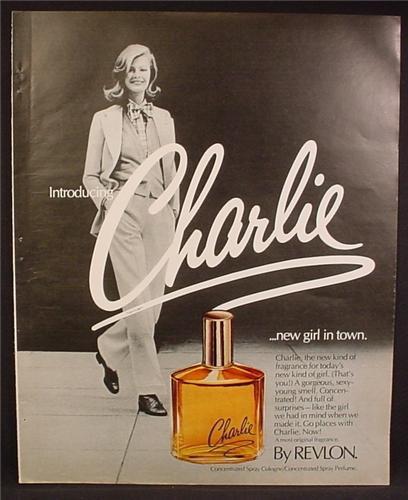 Introducing
Charlie
...new girl in town.
Charlie, the new kind of
fragrance for today's
new kind of girl. (That's
you!) A gorgeous, sexy-
young smell. Concen-
trated! And full of
surprises – like the girl
we had in mind when we
made it. Go places with
Charlie. Now!
A most original fragrance.
Charlie
By REVLON.
Concentrated Spray Cologne/Concentrated Spray Perfume.